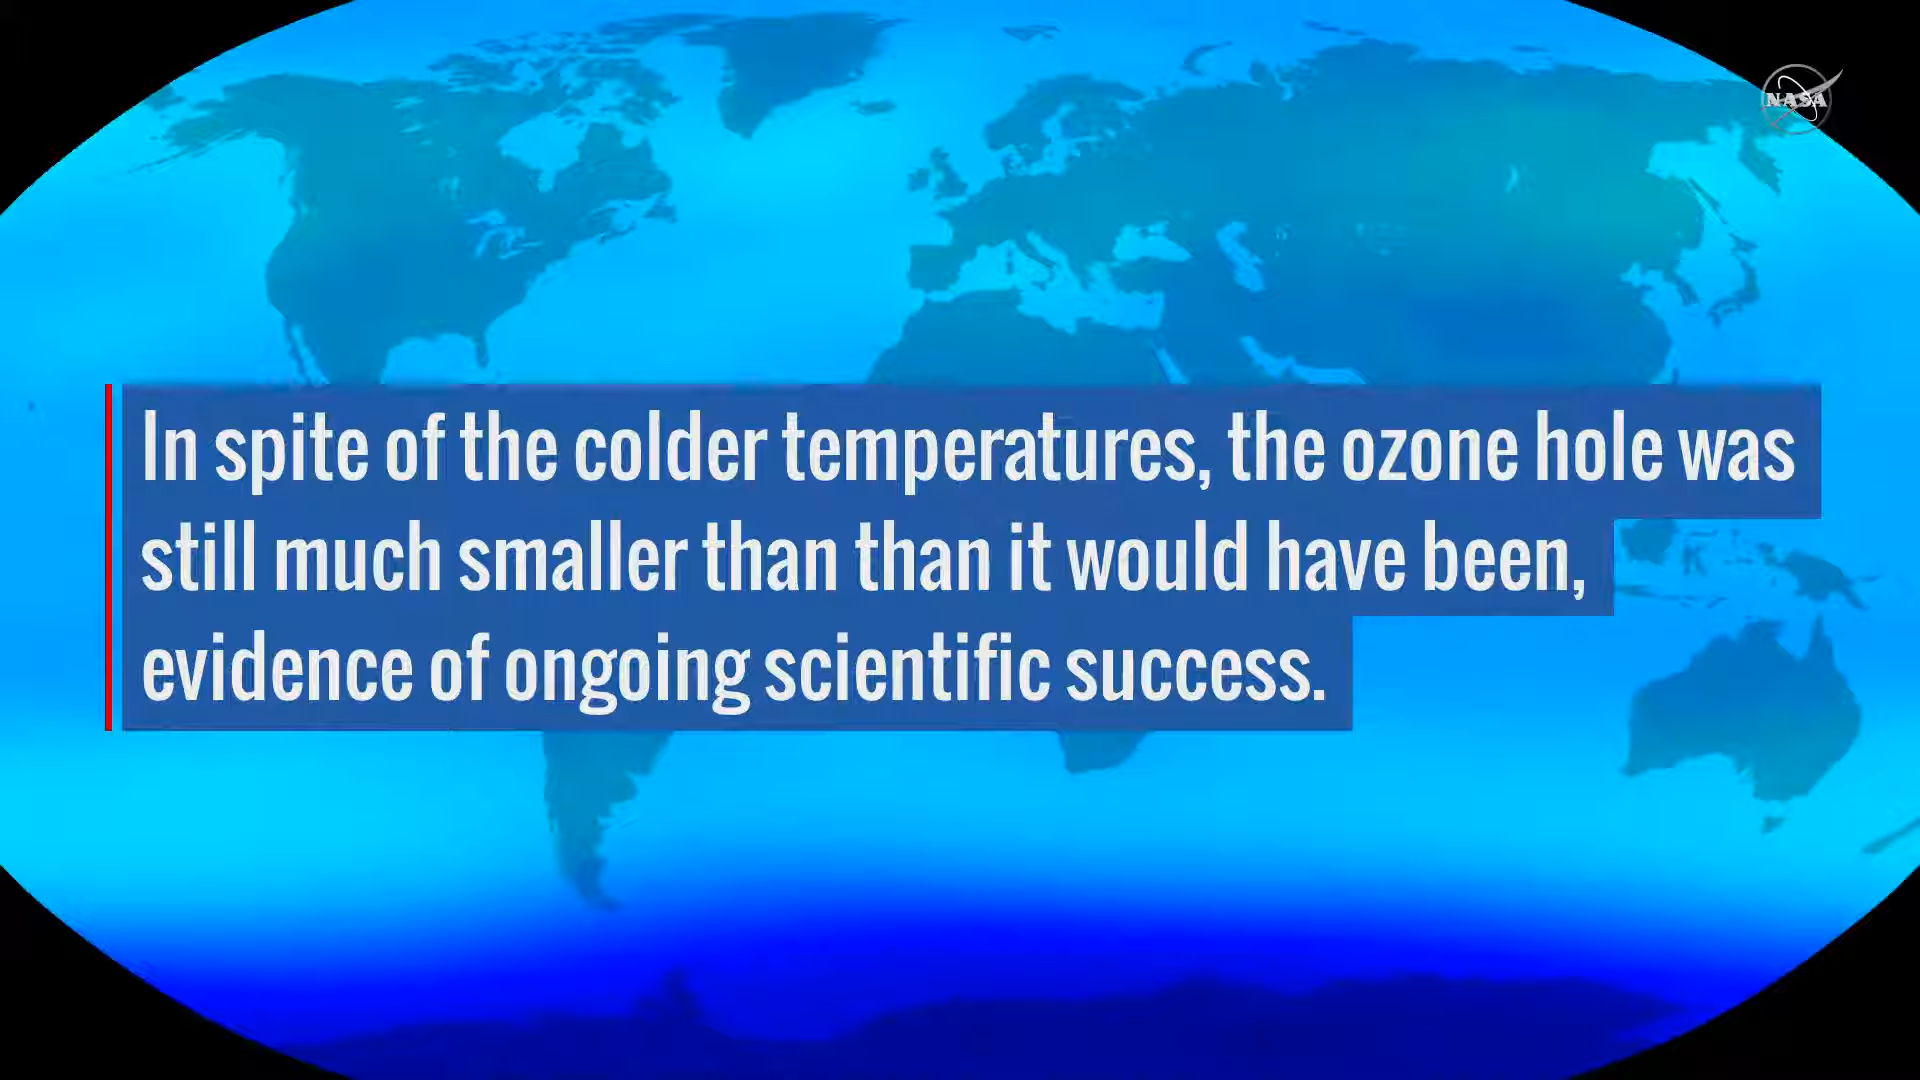 NASA
In spite of the colder temperatures, the ozone hole was
still much smaller than than it would have been,
evidence of ongoing scientific success.